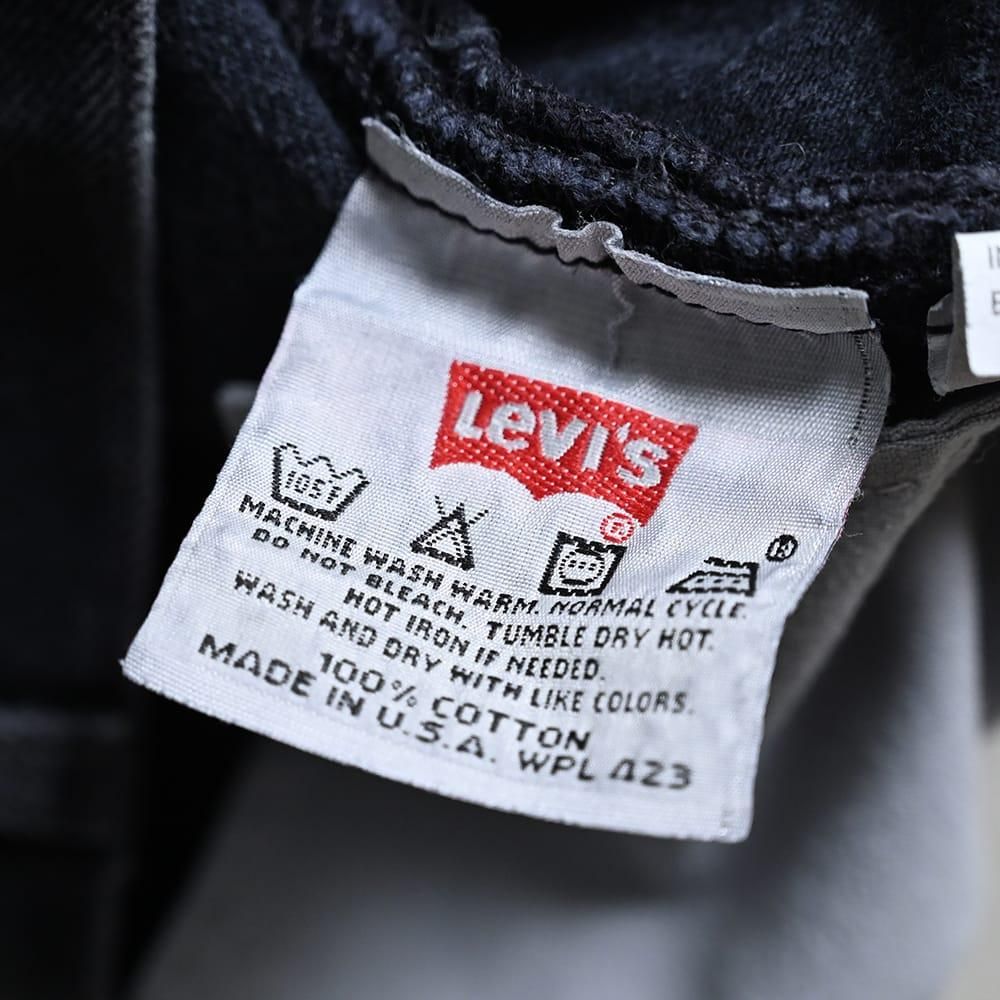 Levi's
®
105F
®
MACHINE WASH WARM. NORMAL CYCLE.
DO NOT BLEACH. TUMBLE DRY HOT.
HOT IRON IF NEEDED.
WASH AND DRY WITH LIKE COLORS.
100% COTTON
MADE IN U.S.A. WPL 423